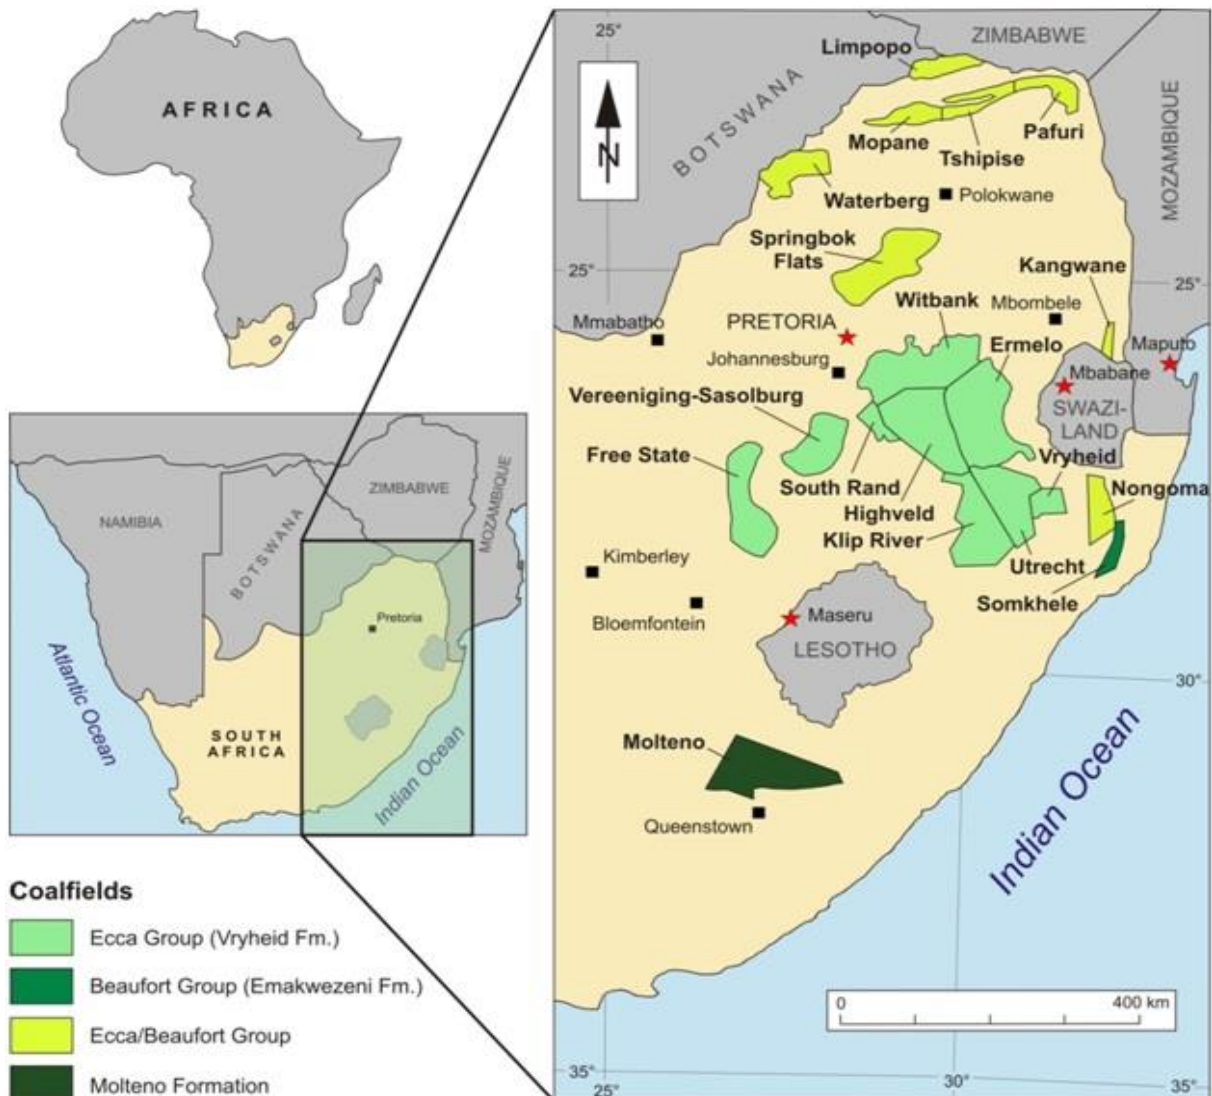 AFRICA
NAMIBIA
BOTSWANA
ZIMBABWE
MOZAMBIQUE
Pretoria
Atlantic Ocean
SOUTH
AFRICA
Indian Ocean
Coalfields
Ecca Group (Vryheid Fm.)
Beaufort Group (Emakwezeni Fm.)
Ecca/Beaufort Group
Molteno Formation
25°
N
BOTSWANA
Limpopo
ZIMBABWE
MOZAMBIQUE
Mopane
Tshipise
Pafuri
Waterberg
Polokwane
Springbok
Flats
25°
Kangwane
25°
Witbank
Mbombele
Mmabatho
PRETORIA
Ermelo
Maputo
Johannesburg
Mbabane
Vereeniging-Sasolburg
SWAZI-
LAND
Free State
Vryheid
South Rand
Nongoma
Highveld
Klip River
Kimberley
Utrecht
Somkhele
Bloemfontein
Maseru
LESOTHO
30°
Molteno
Queenstown
Indian Ocean
0
400 km
35°
25°
30°
35°